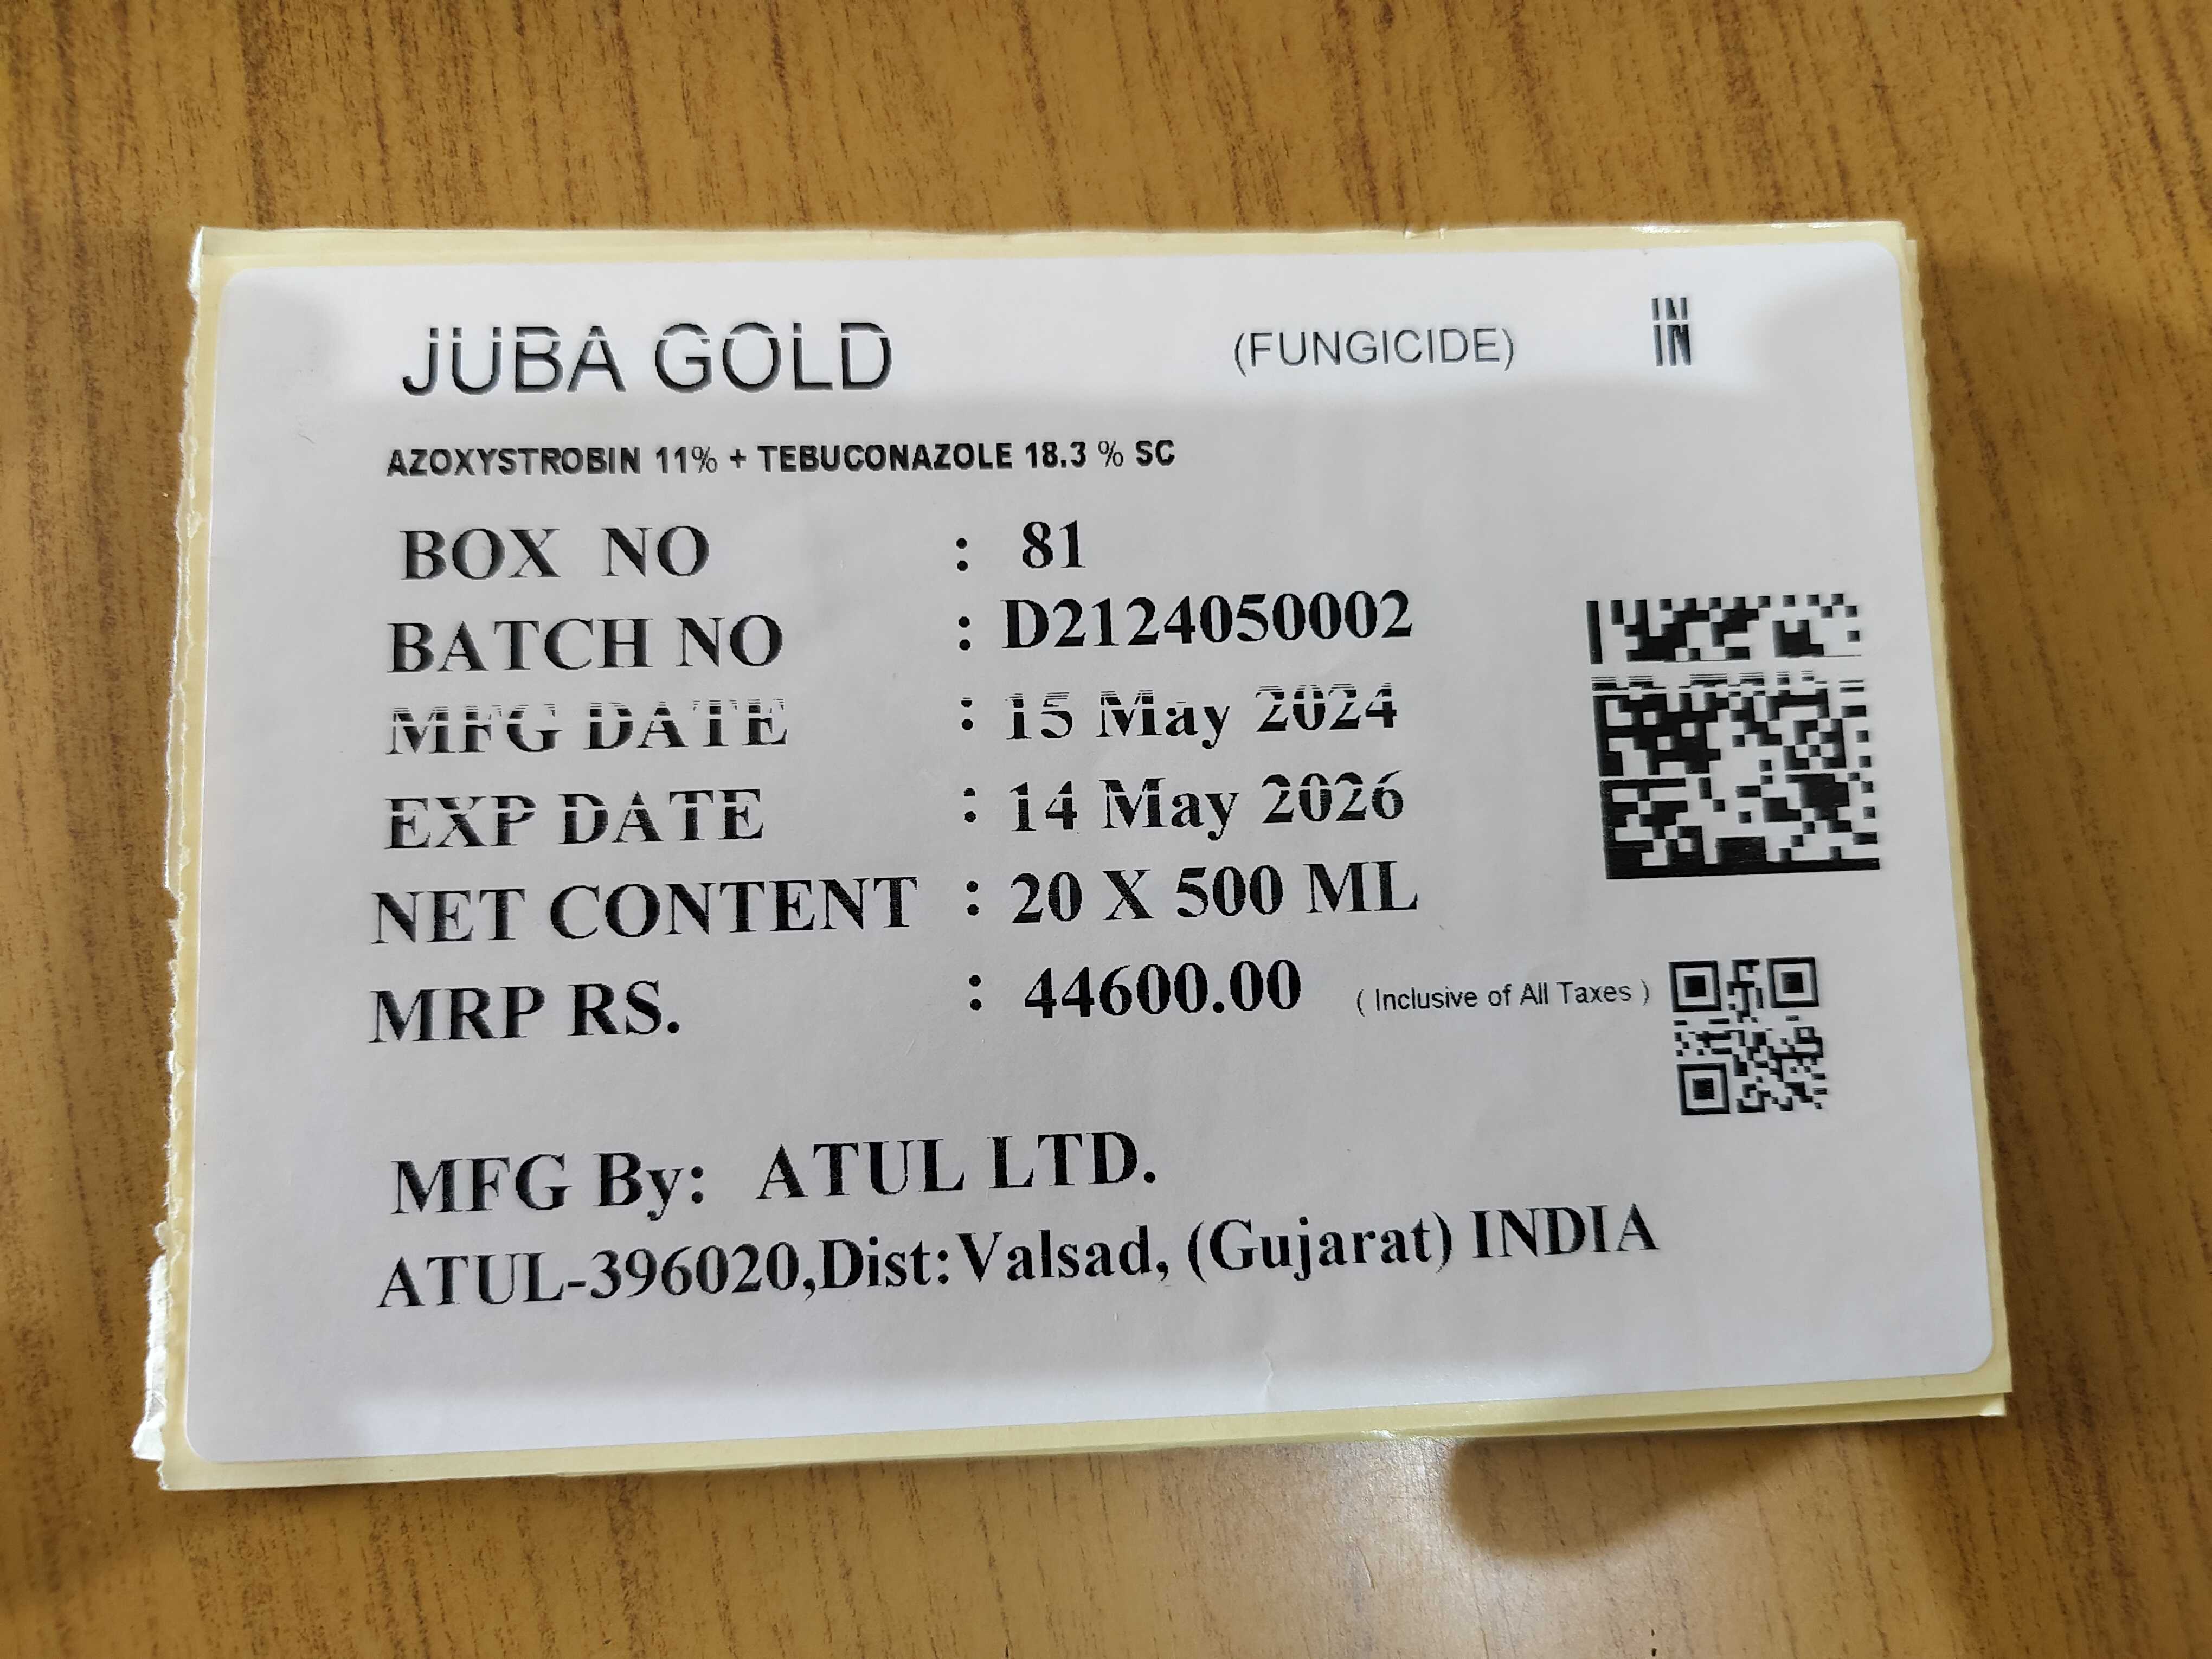 JUBA GOLD (FUNGICIDE) IN
AZOXYSTROBIN 11% + TEBUCONAZOLE 18.3 % SC
BOX NO : 81
BATCH NO : D2124050002
MFG DATE : 15 May 2024
EXP DATE : 14 May 2026
NET CONTENT : 20 X 500 ML
MRP RS. : 44600.00 ( Inclusive of All Taxes )
MFG By: ATUL LTD.
ATUL-396020,Dist:Valsad, (Gujarat) INDIA